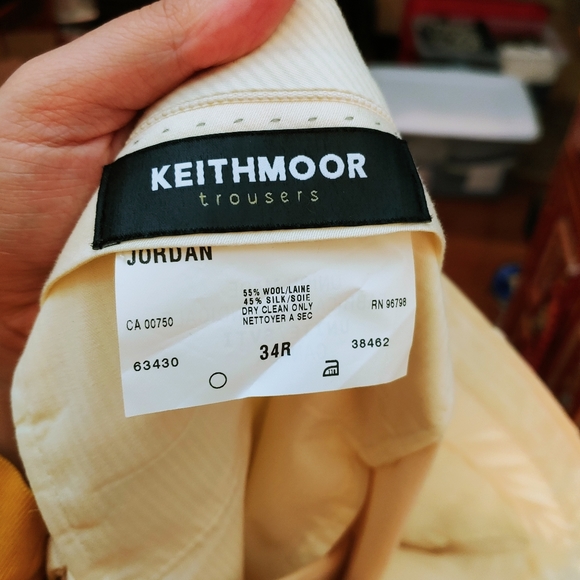 KEITHMOOR
trousers
JORDAN
55% WOOL/LAINE
45% SILK/SOIE
DRY CLEAN ONLY
NETTOYER A SEC
CA 00750
RN 96798
63430
34R
38462